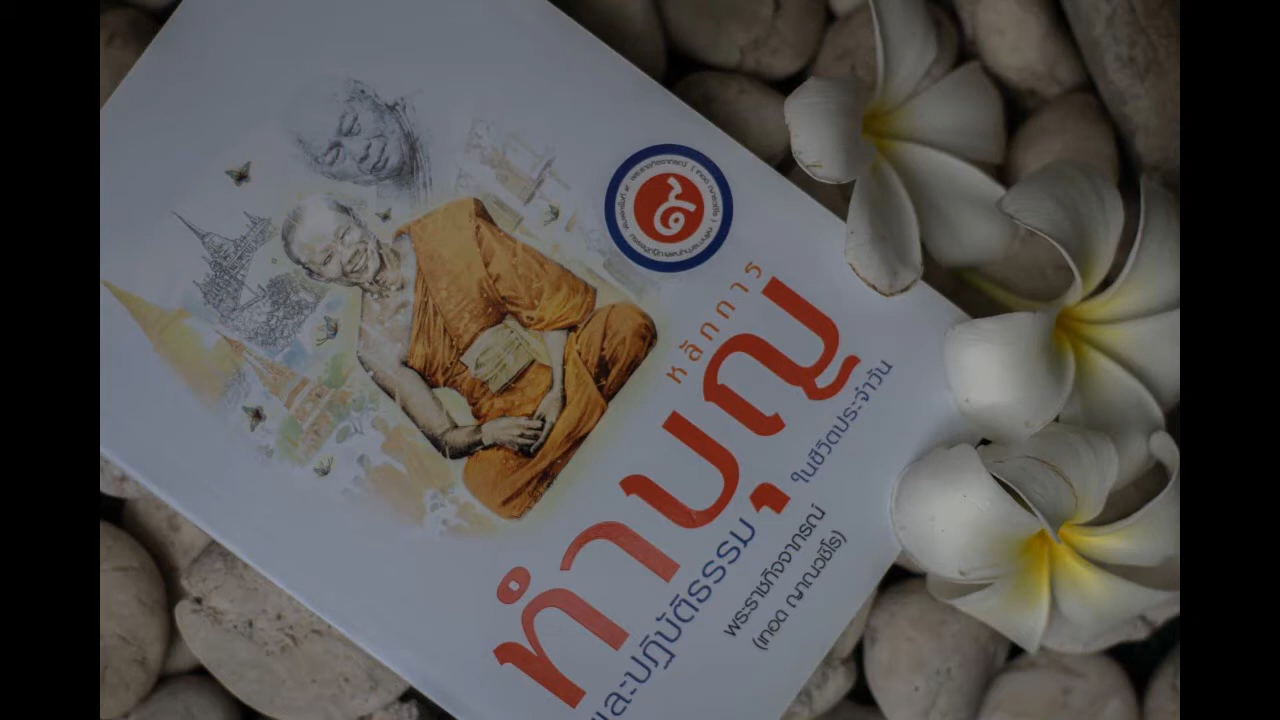 หลักการ
ทำบุญ
และปฏิบัติธรรม
ในชีวิตประจำวัน
พระราชกิจจาภรณ์
(เทอด ญาณวชิโร)
๙